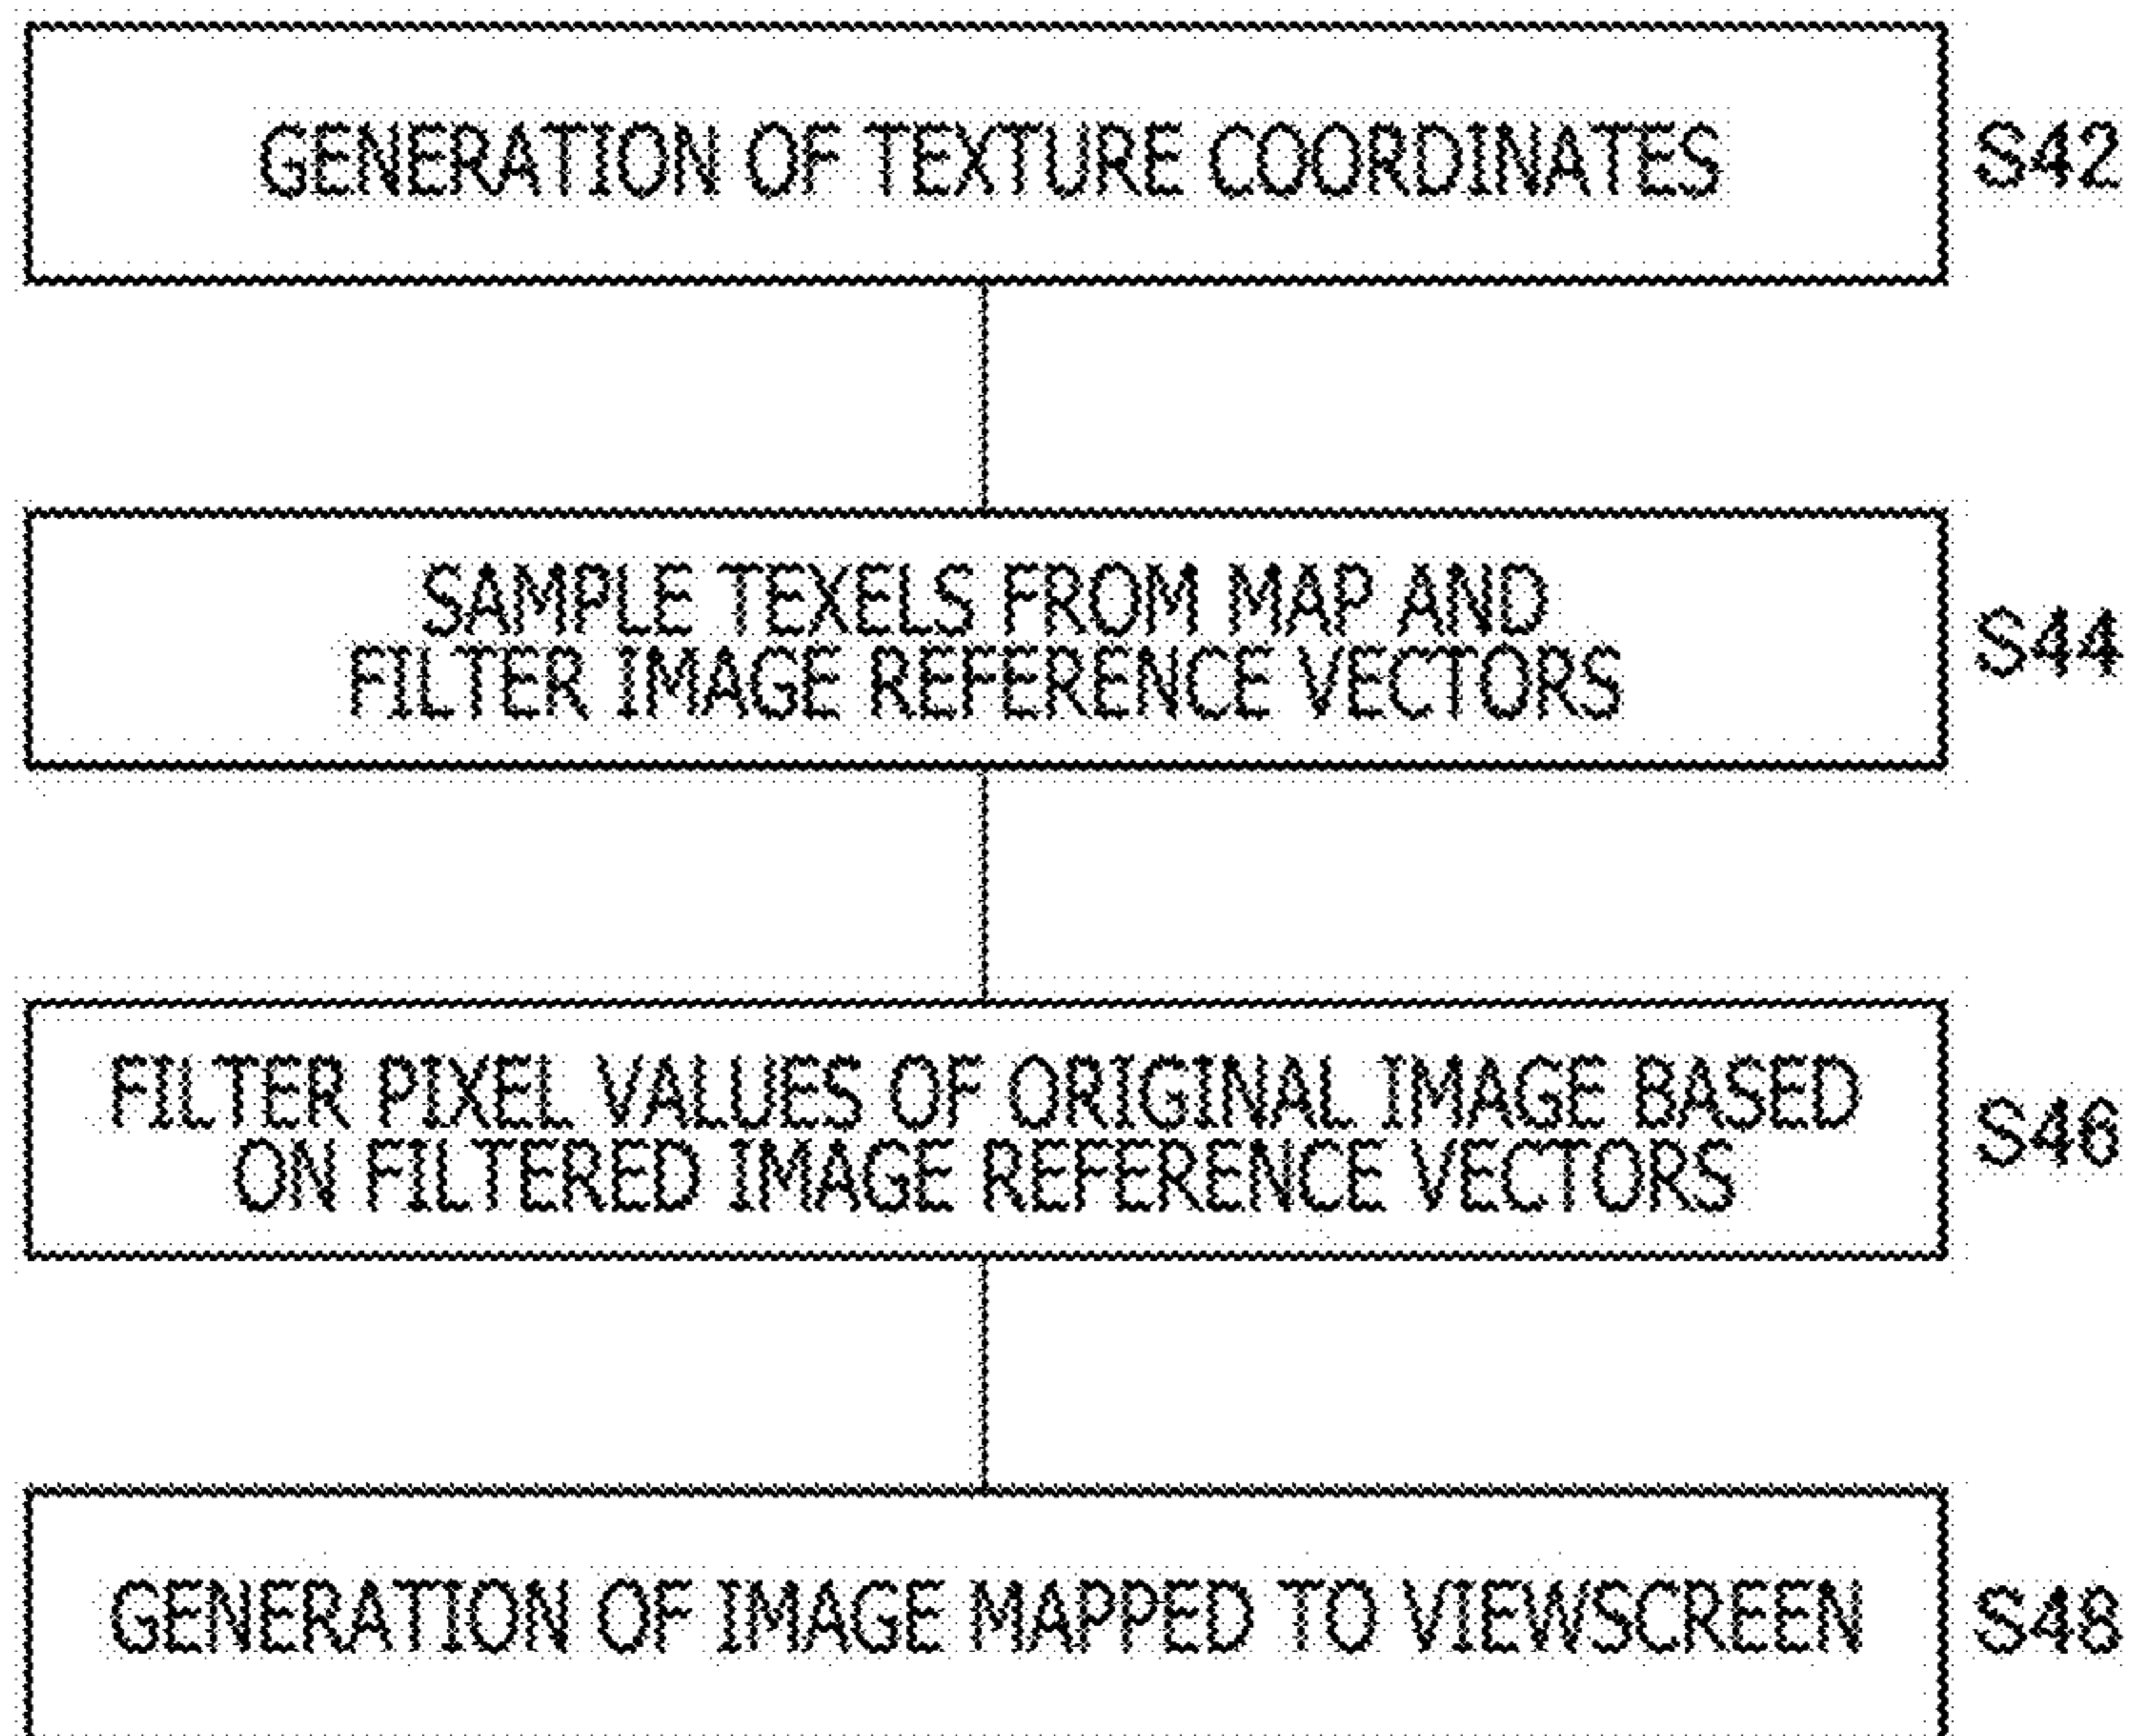 GENERATION OF TEXTURE COORDINATES
S42
SAMPLE TEXELS FROM MAP AND
FILTER IMAGE REFERENCE VECTORS
S44
FILTER PIXEL VALUES OF ORIGINAL IMAGE BASED
ON FILTERED IMAGE REFERENCE VECTORS
S46
GENERATION OF IMAGE MAPPED TO VIEWSCREEN
S48